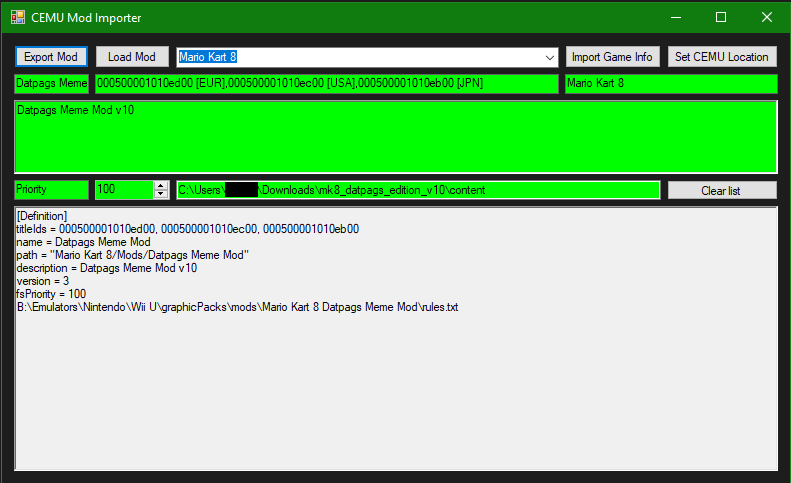 CEMU Mod Importer
Export Mod Load Mod Mario Kart 8 Import Game Info Set CEMU Location
Datpags Meme 000500001010ed00 [EUR],000500001010ec00 [USA],000500001010eb00 [JPN] Mario Kart 8
Datpags Meme Mod v10
Priority 100 C:\Users\ \Downloads\mk8_datpags_edition_v10\content Clear list
[Definition]
titleIds = 000500001010ed00, 000500001010ec00, 000500001010eb00
name = Datpags Meme Mod
path = "Mario Kart 8/Mods/Datpags Meme Mod"
description = Datpags Meme Mod v10
version = 3
fsPriority = 100
B:\Emulators\Nintendo\Wii U\graphicPacks\mods\Mario Kart 8 Datpags Meme Mod\rules.txt